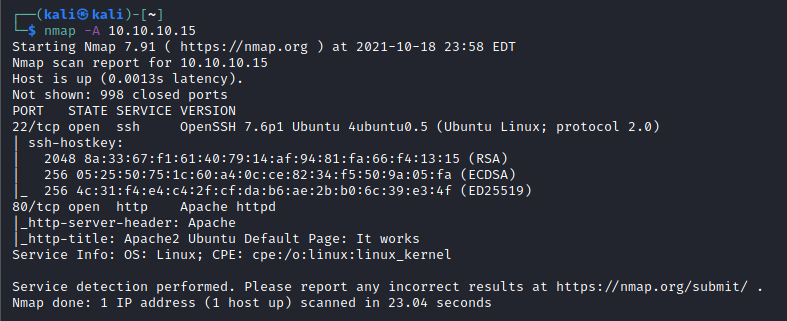 ┌──(kali㉿kali)-[~]
└─$ nmap -A 10.10.10.15
Starting Nmap 7.91 ( https://nmap.org ) at 2021-10-18 23:58 EDT
Nmap scan report for 10.10.10.15
Host is up (0.0013s latency).
Not shown: 998 closed ports
PORT   STATE SERVICE VERSION
22/tcp open  ssh     OpenSSH 7.6p1 Ubuntu 4ubuntu0.5 (Ubuntu Linux; protocol 2.0)
| ssh-hostkey:
|   2048 8a:33:67:f1:61:40:79:14:af:94:81:fa:66:f4:13:15 (RSA)
|   256 05:25:50:75:1c:60:a4:0c:ce:82:34:f5:50:9a:05:fa (ECDSA)
|_  256 4c:31:f4:e4:c4:2f:cf:da:b6:ae:2b:b0:6c:39:e3:4f (ED25519)
80/tcp open  http    Apache httpd
|_http-server-header: Apache
|_http-title: Apache2 Ubuntu Default Page: It works
Service Info: OS: Linux; CPE: cpe:/o:linux:linux_kernel

Service detection performed. Please report any incorrect results at https://nmap.org/submit/ .
Nmap done: 1 IP address (1 host up) scanned in 23.04 seconds